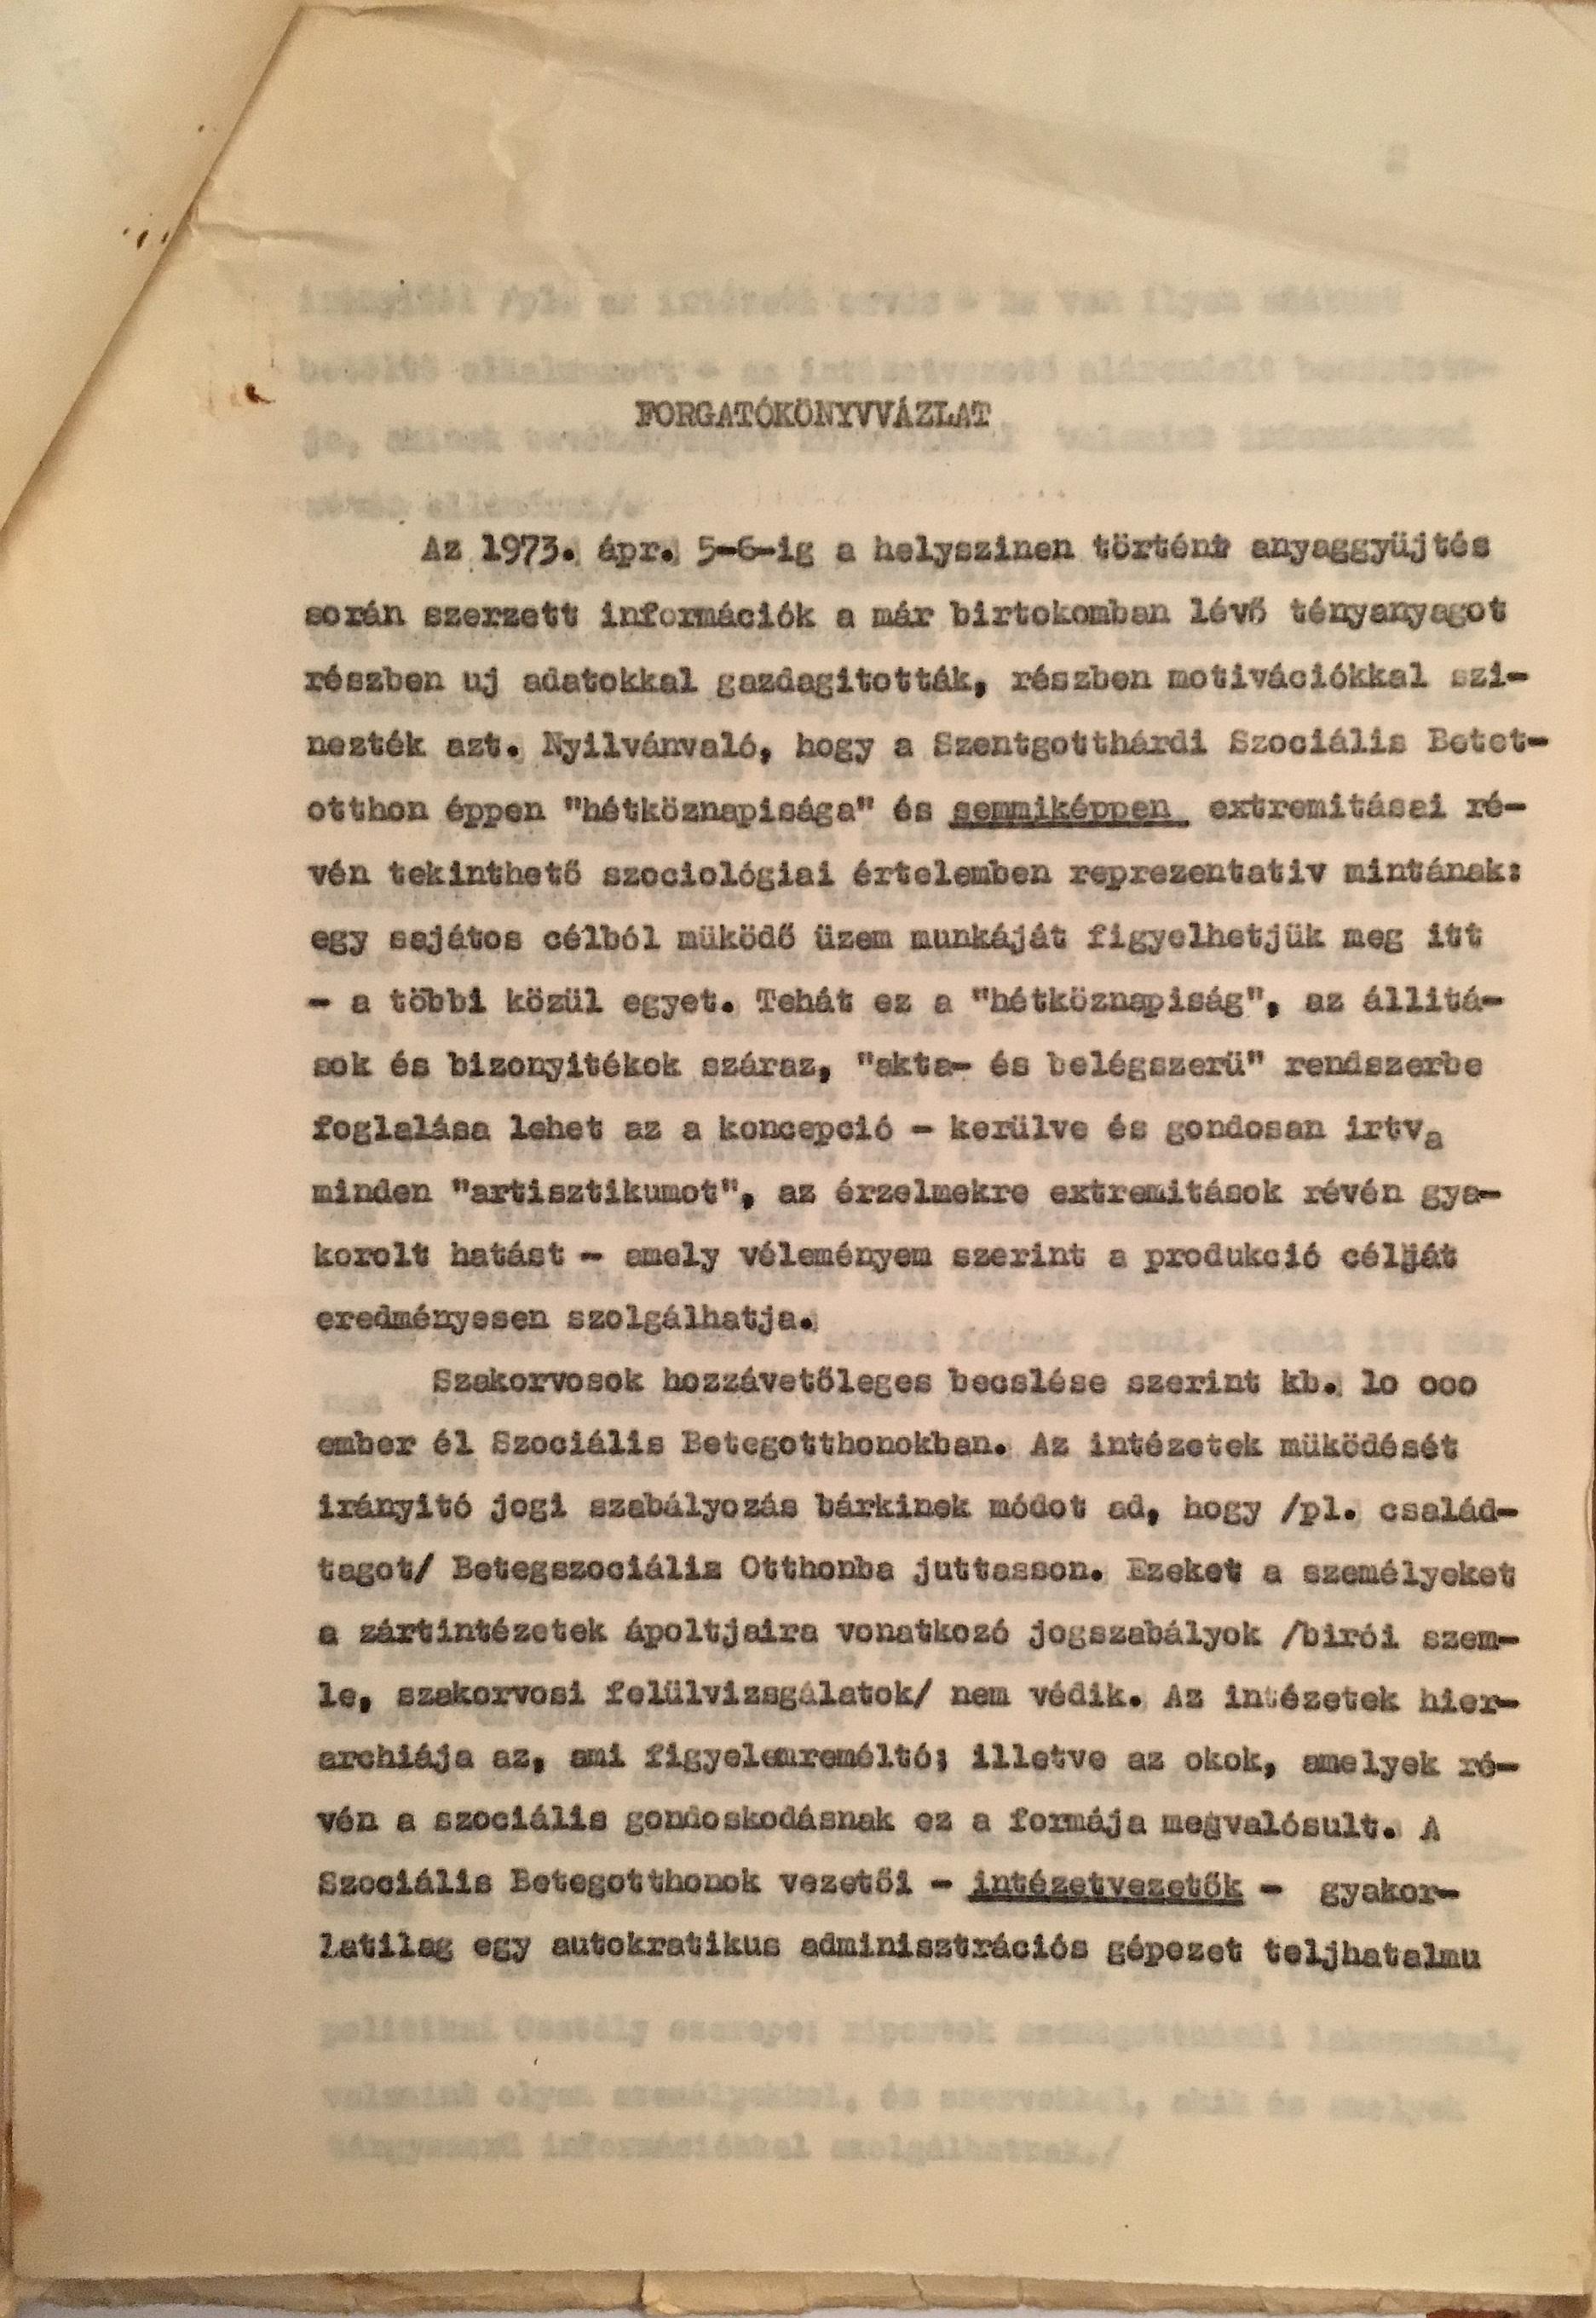 FORGATÓKÖNYVVÁZLAT
Az 1973. ápr. 5-6-ig a helyszinen történt anyaggyüjtés
során szerzett információk a már birtokomban lévő tényanyagot
részben uj adatokkal gazdagitották, részben motivációkkal szi-
nezték azt. Nyilvánvaló, hogy a Szentgotthárdi Szociális Betet-
otthon éppen "hétköznapisága" és semmiképpen extremitásai ré-
vén tekinthető szociológiai értelemben reprezentativ mintának:
egy sajátos célból müködő üzem munkáját figyelhetjük meg itt
- a többi közül egyet. Tehát ez a "hétköznapiság", az állitá-
sok és bizonyitékok száraz, "akta- és belégszerü" rendszerbe
foglalása lehet az a koncepció - kerülve és gondosan irtva
minden "artisztikumot", az érzelmekre extremitások révén gya-
korolt hatást - amely véleményem szerint a produkció célját
eredményesen szolgálhatja.
Szakorvosok hozzávetőleges becslése szerint kb. lo ooo
ember él Szociális Betegotthonokban. Az intézetek müködését
irányitó jogi szabályozás bárkinek módot ad, hogy /pl. család-
tagot/ Betegszociális Otthonba juttasson. Ezeket a személyeket
a zártintézetek ápoltjaira vonatkozó jogszabályok /birói szem-
le, szakorvosi felülvizsgálatok/ nem védik. Az intézetek hier-
archiája az, ami figyelemreméltó; illetve az okok, amelyek ré-
vén a szociális gondoskodásnak ez a formája megvalósult. A
Szociális Betegotthonok vezetői - intézetvezetők - gyakor-
latilag egy autokratikus adminisztrációs gépezet teljhatalmu